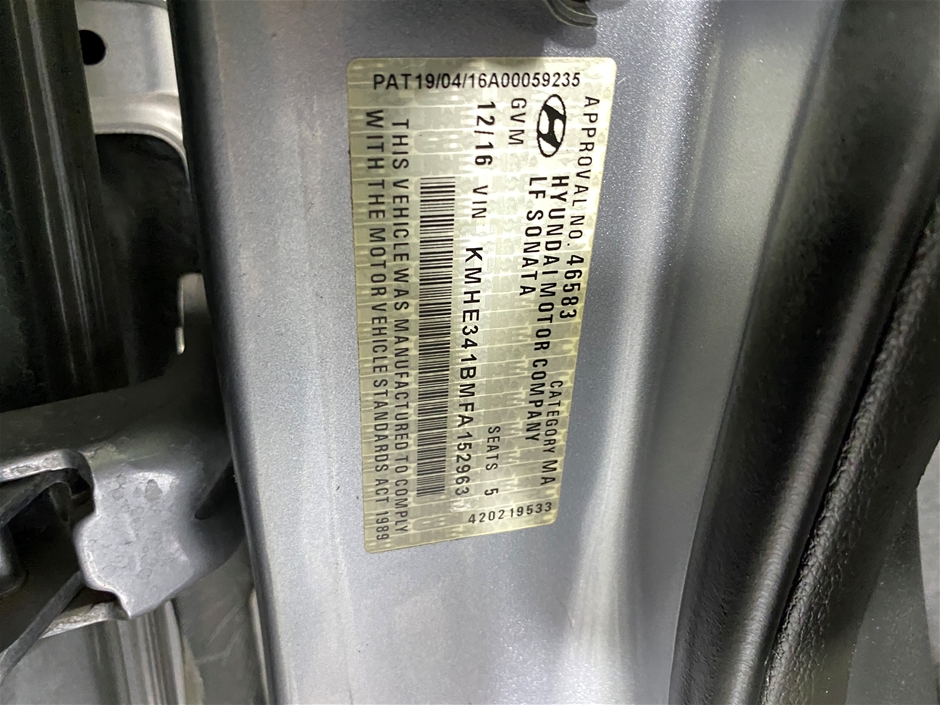 PAT19/04/16A00059235
APPROVAL NO. 46583 CATEGORY MA
HYUNDAI MOTOR COMPANY
LF SONATA
GVM SEATS 5
12/16 VIN KMHE341BMFA152963
420219533
THIS VEHICLE WAS MANUFACTURED TO COMPLY
WITH THE MOTOR VEHICLE STANDARDS ACT 1989